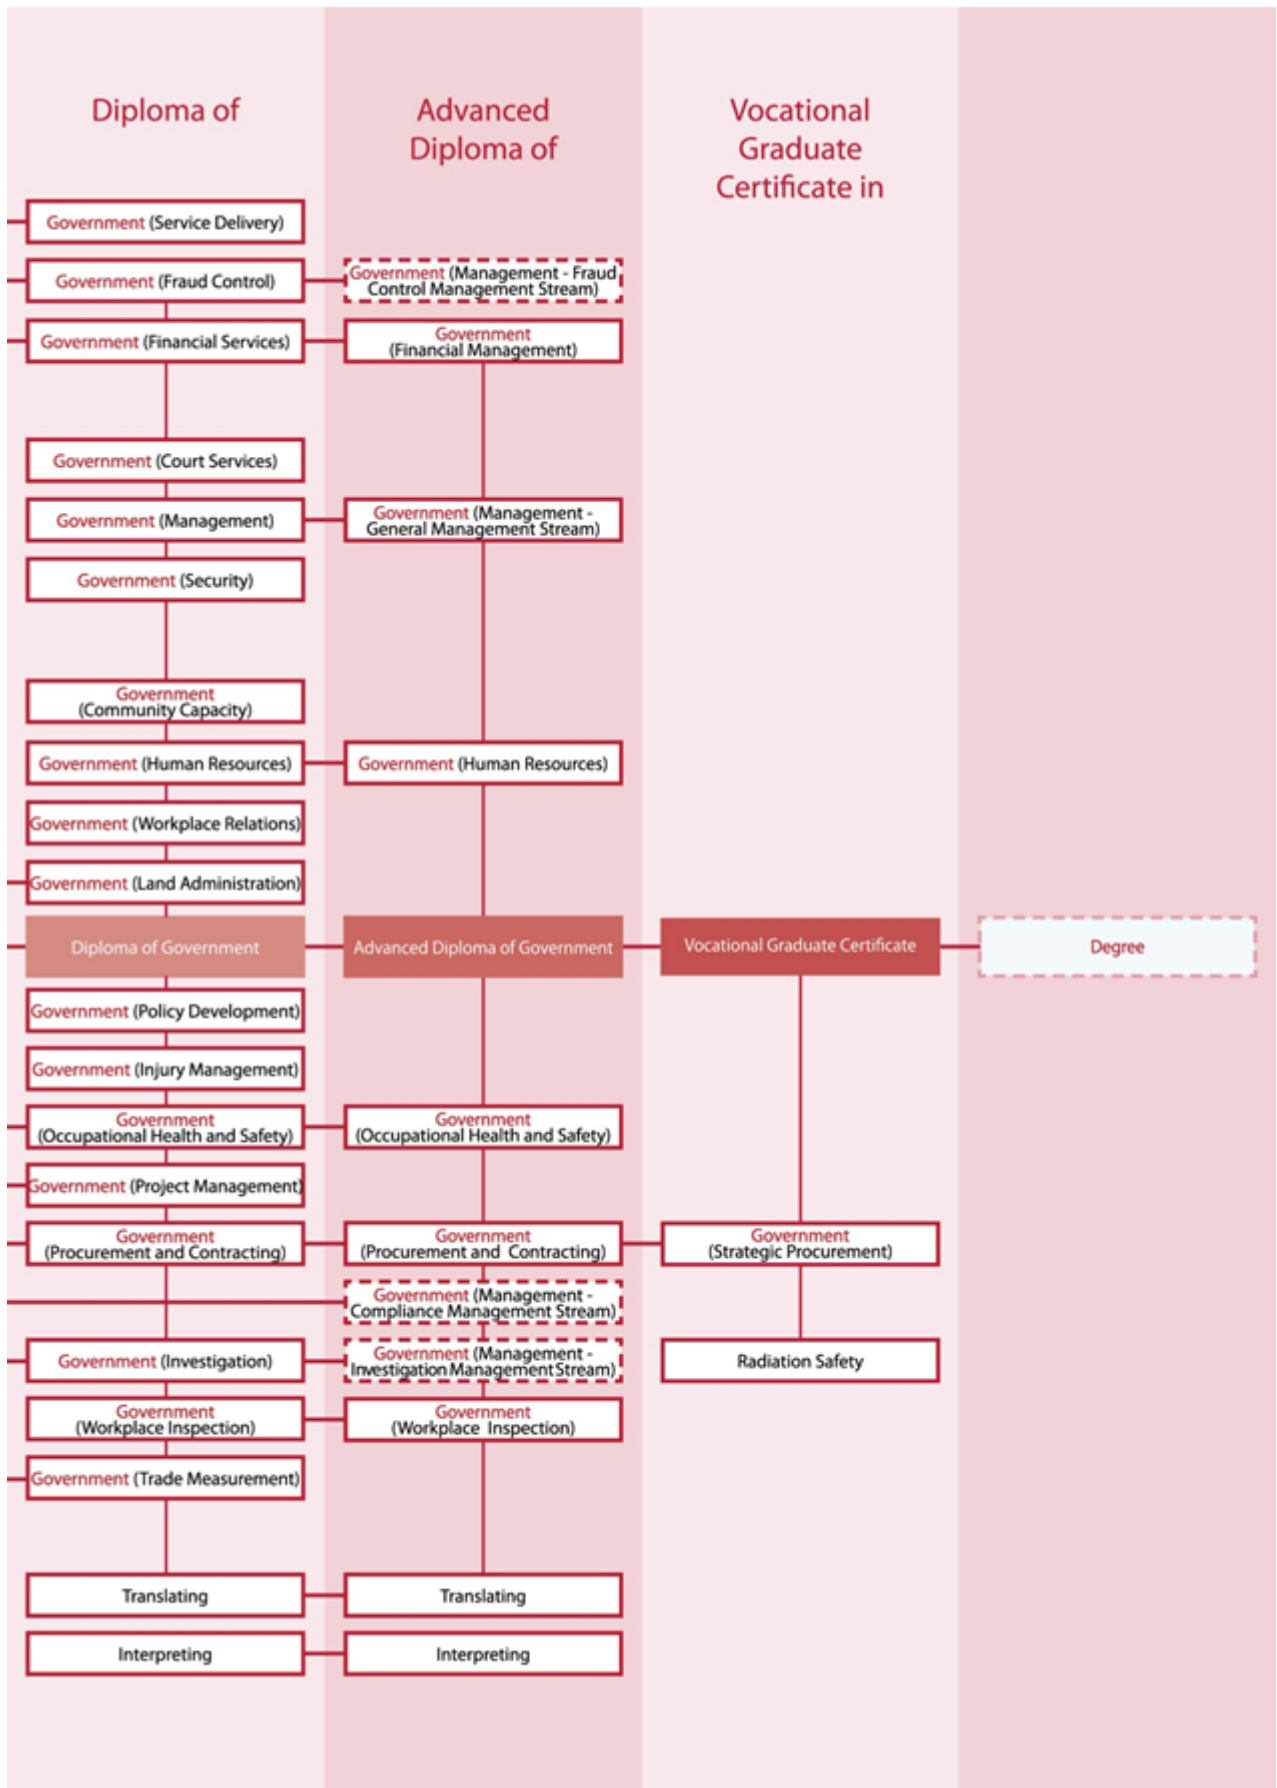 Diploma of
Advanced
Diploma of
Vocational
Graduate
Certificate in
Government (Service Delivery)
Government (Fraud Control)
Government (Management - Fraud
Control Management Stream)
Government (Financial Services)
Government
(Financial Management)
Government (Court Services)
Government (Management)
Government (Management -
General Management Stream)
Government (Security)
Government
(Community Capacity)
Government (Human Resources)
Government (Human Resources)
Government (Workplace Relations)
Government (Land Administration)
Diploma of Government
Advanced Diploma of Government
Vocational Graduate Certificate
Degree
Government (Policy Development)
Government (Injury Management)
Government
(Occupational Health and Safety)
Government
(Occupational Health and Safety)
Government (Project Management)
Government
(Procurement and Contracting)
Government
(Procurement and Contracting)
Government
(Strategic Procurement)
Government (Management -
Compliance Management Stream)
Government (Investigation)
Government (Management -
Investigation Management Stream)
Radiation Safety
Government
(Workplace Inspection)
Government
(Workplace Inspection)
Government (Trade Measurement)
Translating
Translating
Interpreting
Interpreting